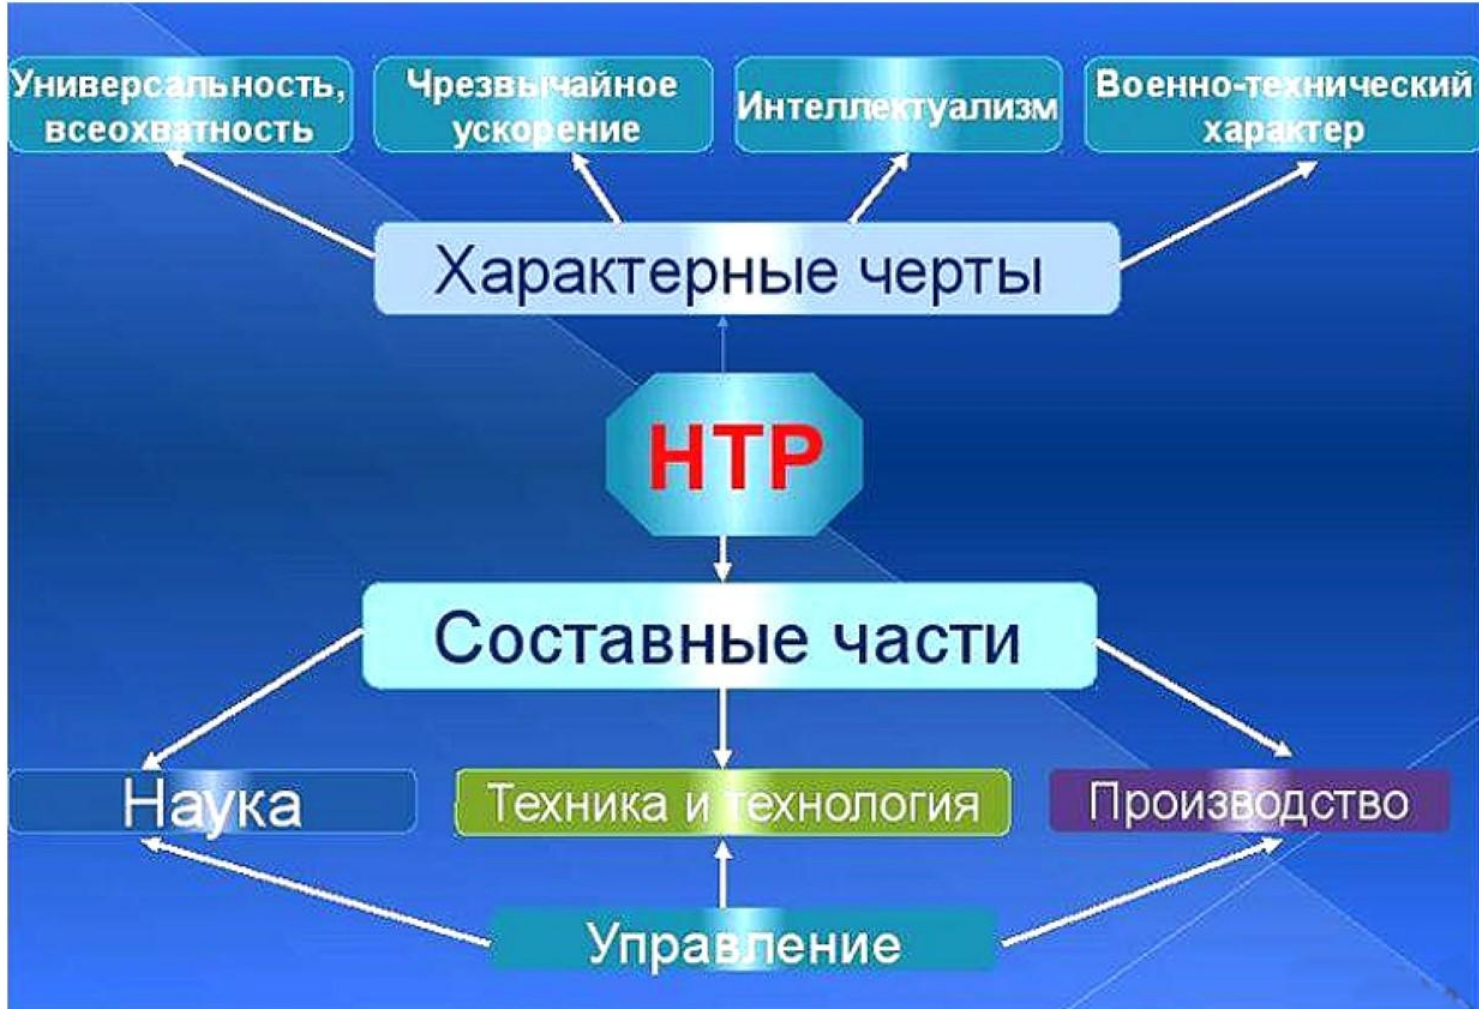 Универсальность,
всеохватность
Чрезвычайное
ускорение
Интеллектуализм
Военно-технический
характер
Характерные черты
НТР
Составные части
Наука
Техника и технология
Производство
Управление